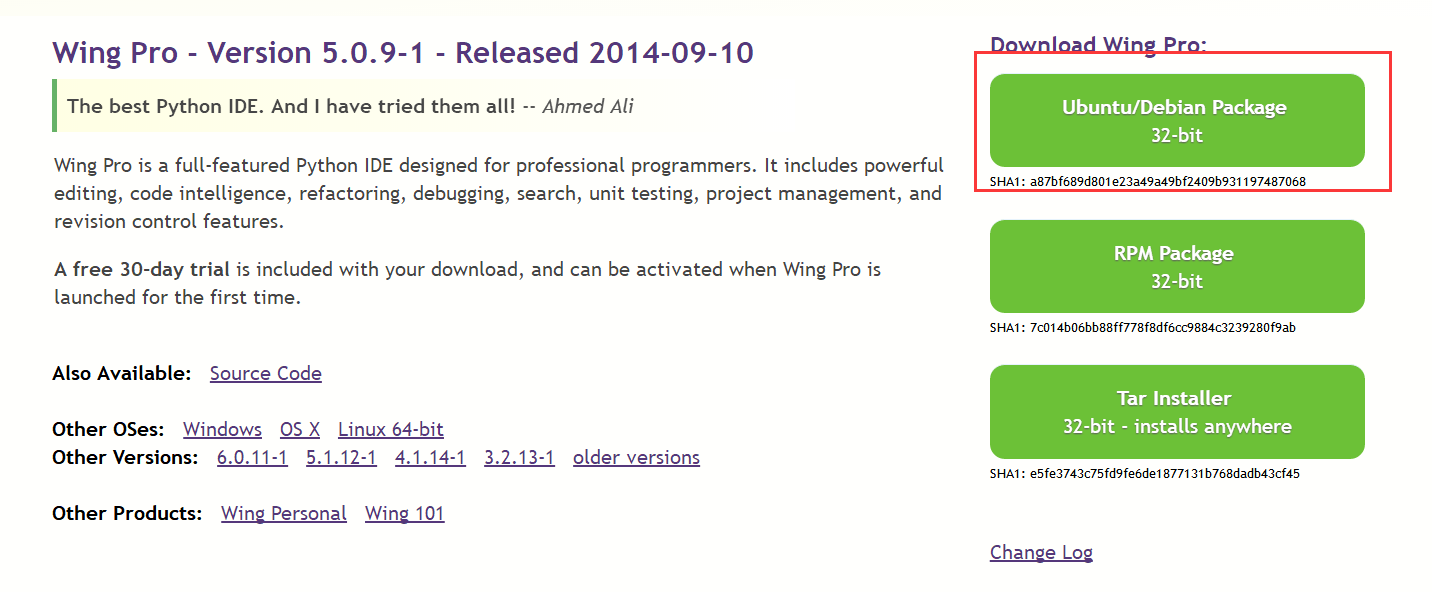 Wing Pro - Version 5.0.9-1 - Released 2014-09-10
The best Python IDE. And I have tried them all! -- Ahmed Ali
Wing Pro is a full-featured Python IDE designed for professional programmers. It includes powerful
editing, code intelligence, refactoring, debugging, search, unit testing, project management, and
revision control features.
A free 30-day trial is included with your download, and can be activated when Wing Pro is
launched for the first time.
Also Available: Source Code
Other OSes: Windows OS X Linux 64-bit
Other Versions: 6.0.11-1 5.1.12-1 4.1.14-1 3.2.13-1 older versions
Other Products: Wing Personal Wing 101
Download Wing Pro:
Ubuntu/Debian Package
32-bit
SHA1: a87bf689d801e23a49a49bf2409b931197487068
RPM Package
32-bit
SHA1: 7c014b06bb88ff778f8df6cc9884c3239280f9ab
Tar Installer
32-bit - installs anywhere
SHA1: e5fe3743c75fd9fe6de1877131b768dadb43cf45
Change Log